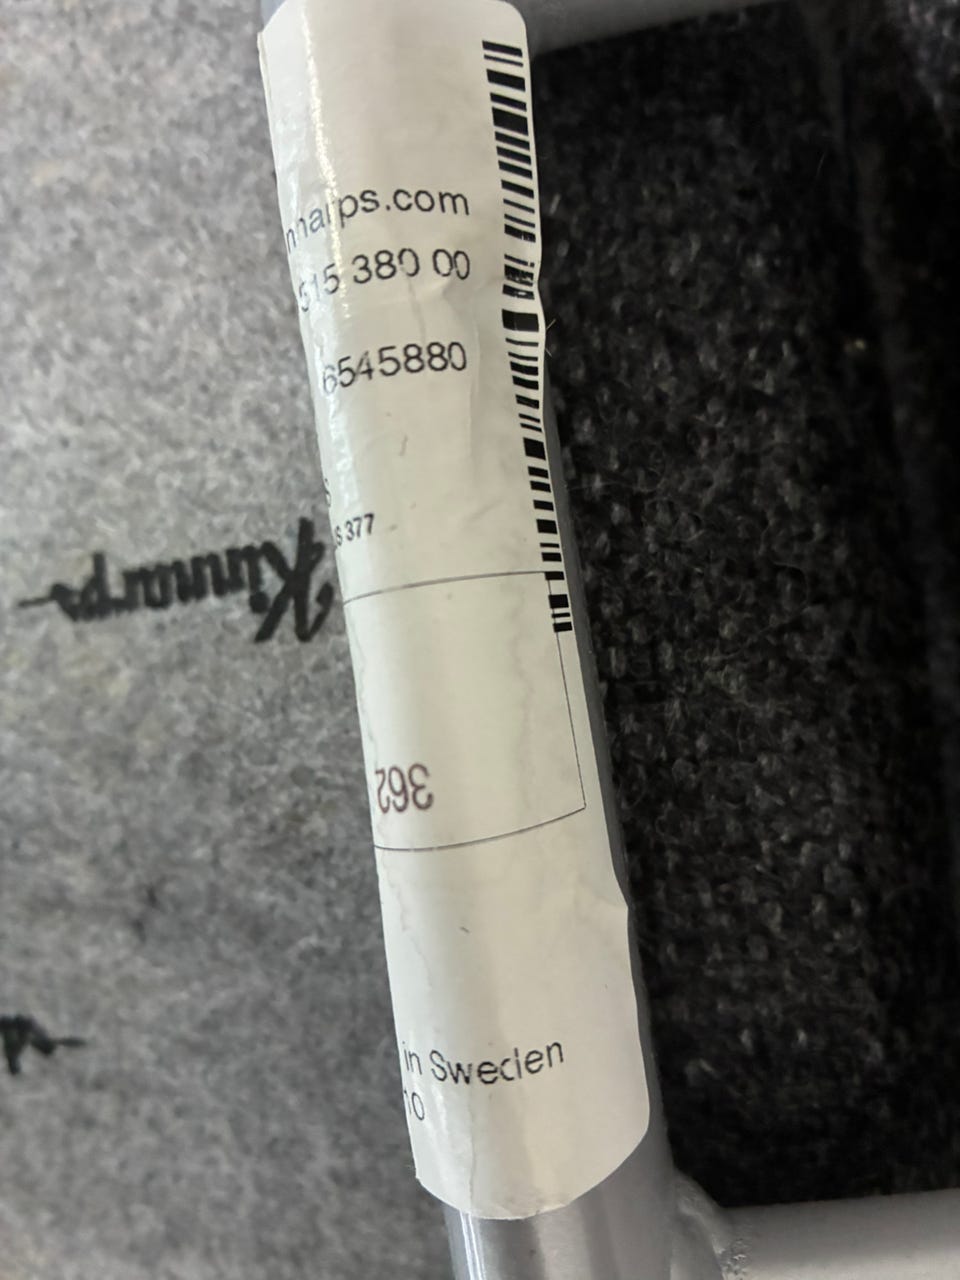 nnarps.com
515 380 00
6545880
S 377
Kinnarps
362
in Sweden
10